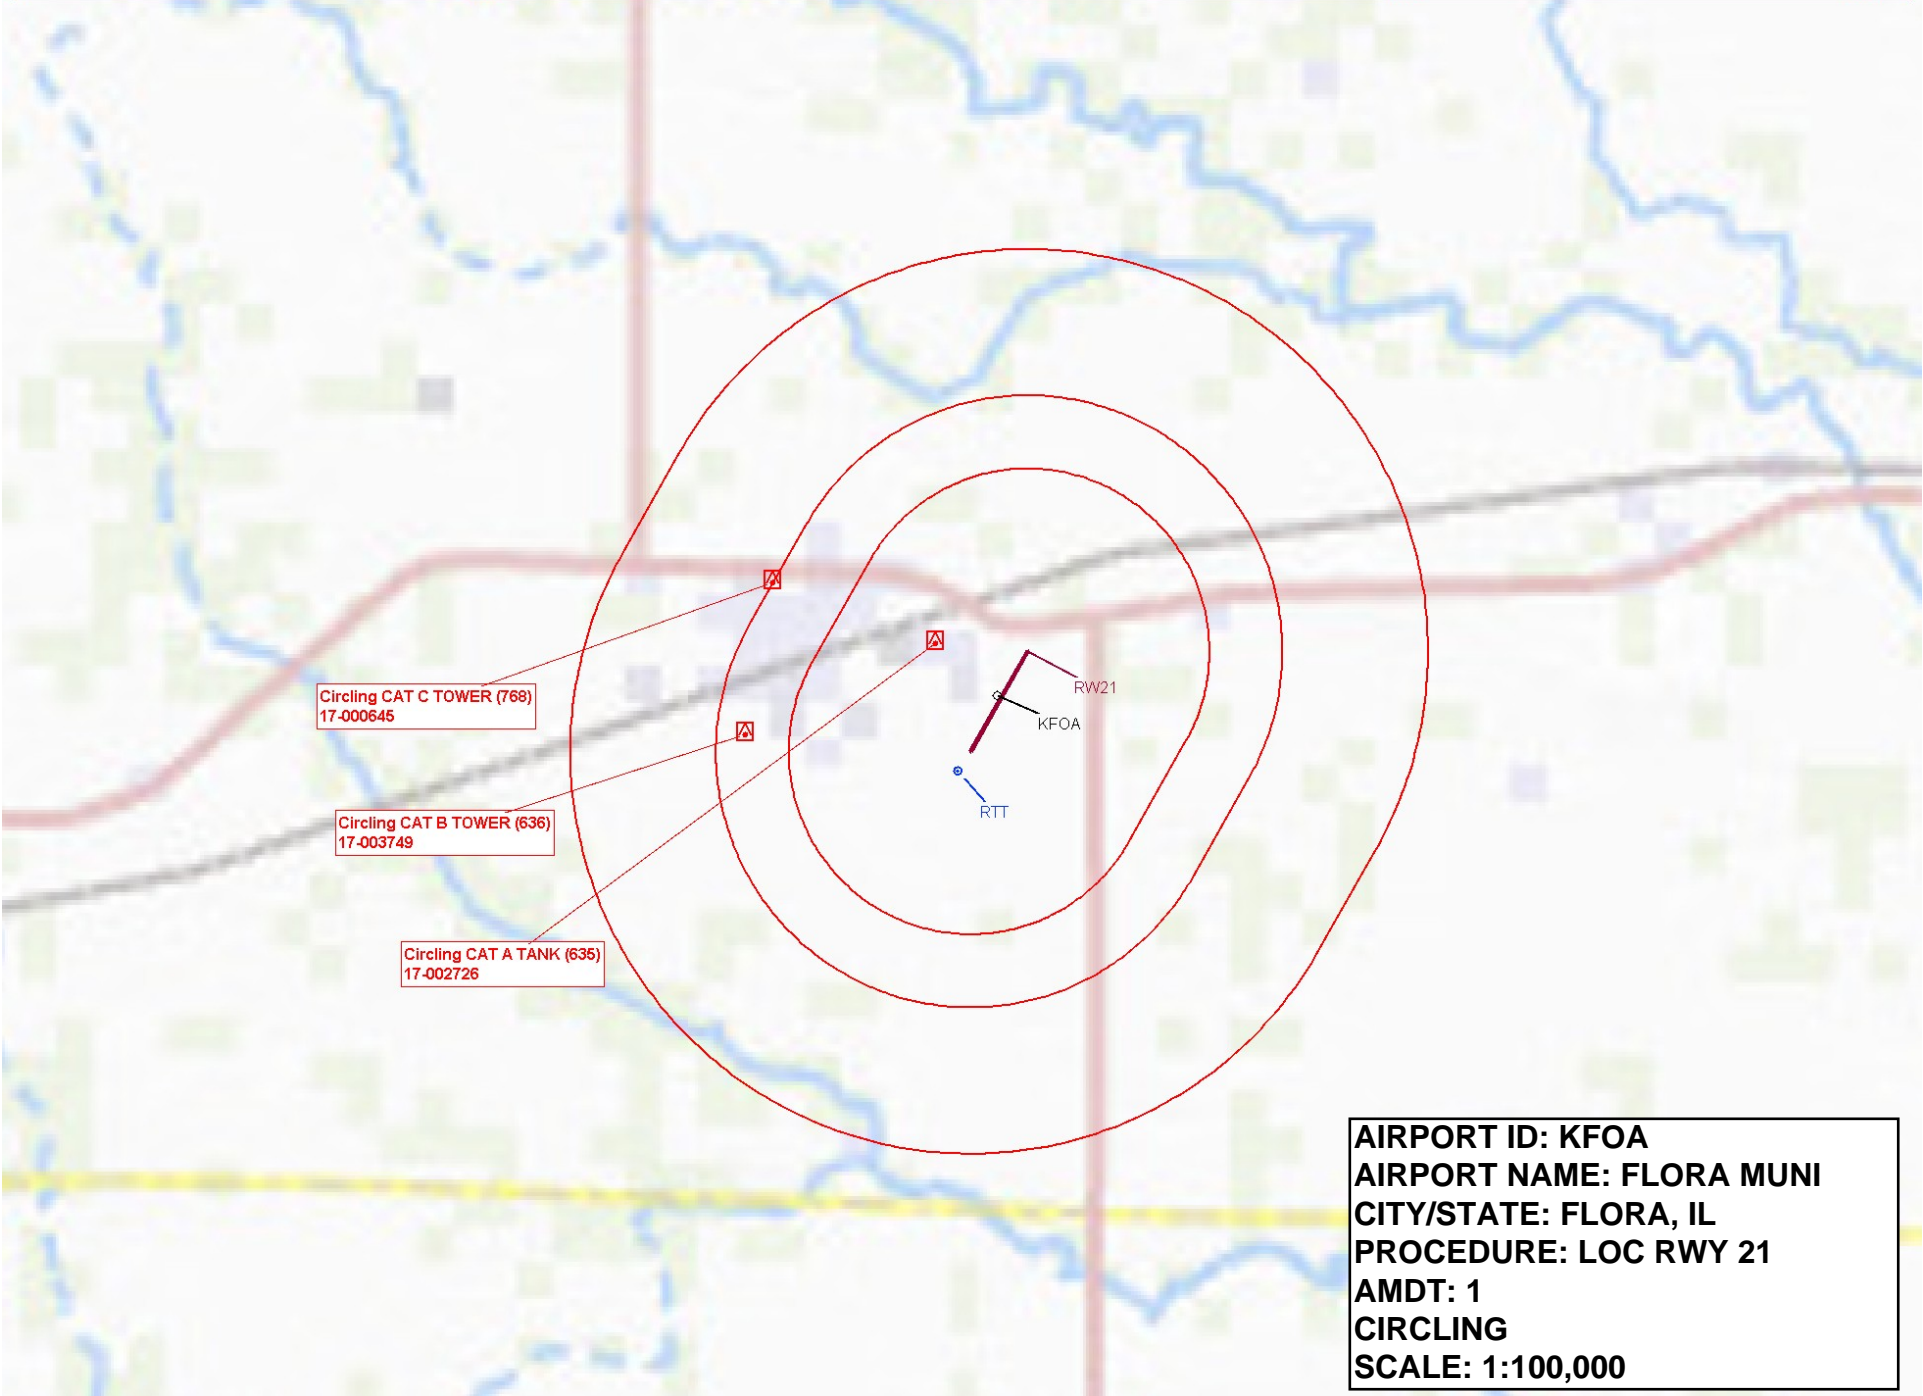 Circling CAT C TOWER (768)
17-000645
RW21
KFOA
RTT
Circling CAT B TOWER (636)
17-003749
Circling CAT A TANK (635)
17-002726
AIRPORT ID: KFOA
AIRPORT NAME: FLORA MUNI
CITY/STATE: FLORA, IL
PROCEDURE: LOC RWY 21
AMDT: 1
CIRCLING
SCALE: 1:100,000